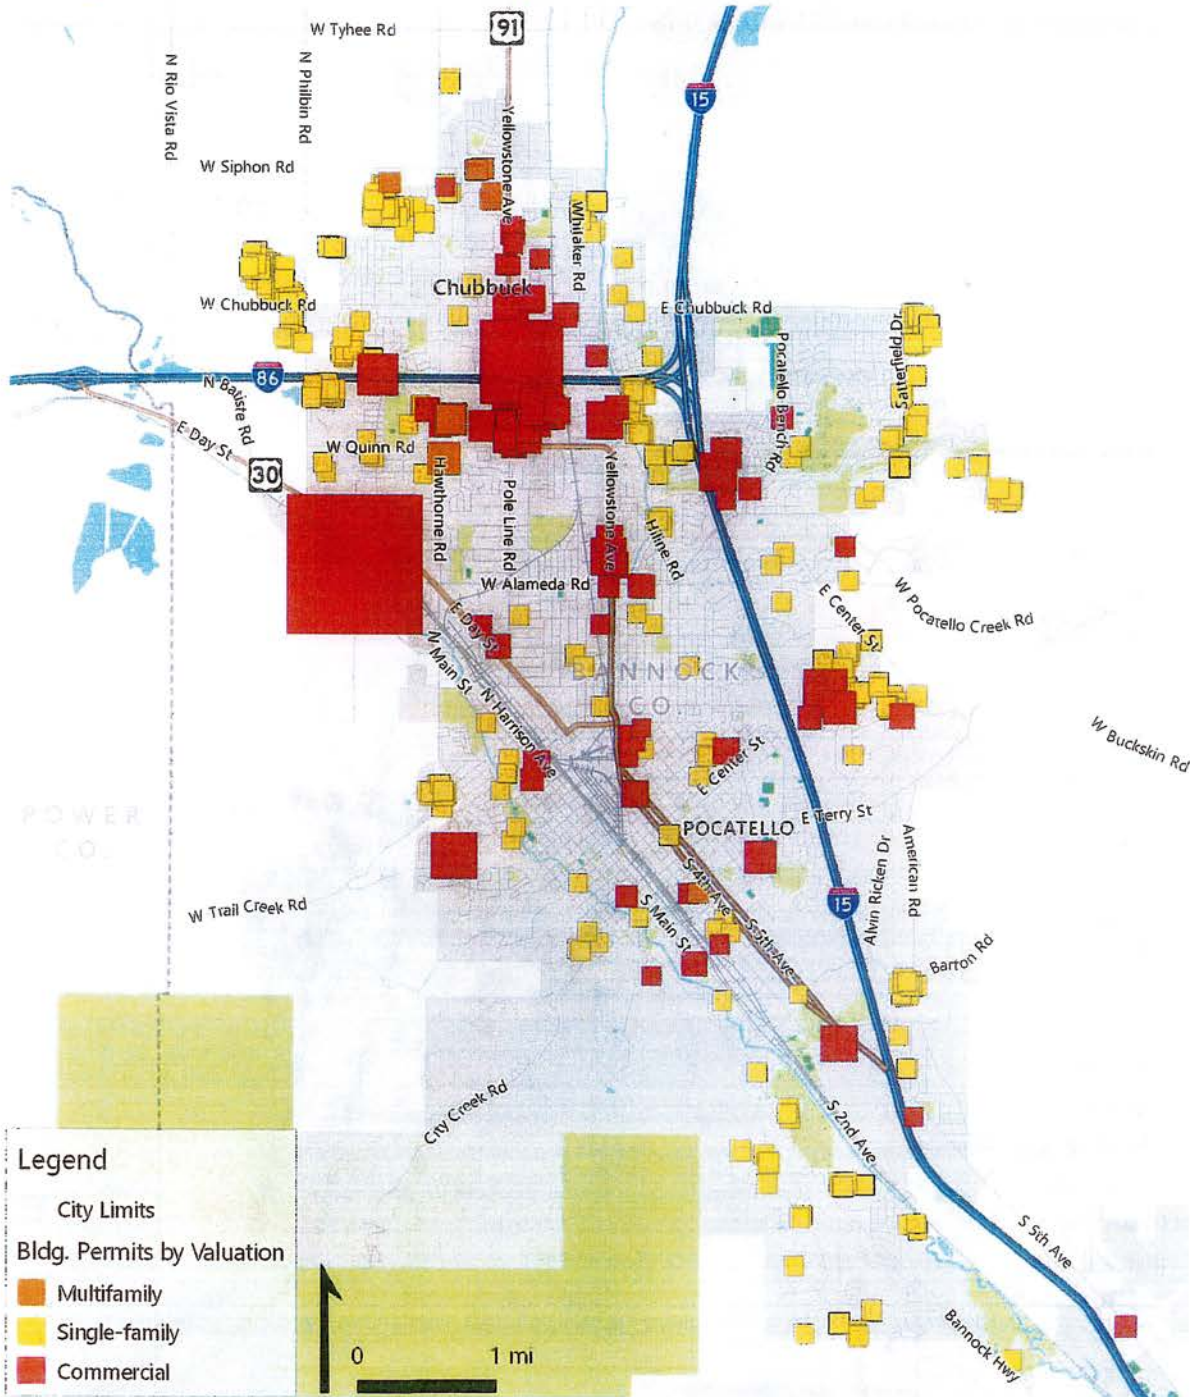 W Tyhee Rd
91
N Rio Vista Rd
N Philbin Rd
15
Yellowstone Ave
W Siphon Rd
Whitaker Rd
Chubbuck
W Chubbuck Rd
E Chubbuck Rd
Satterfield Dr
Pocatello Bench Rd
86
N Batiste Rd
E Day St
W Quinn Rd
30
Hawthorne Rd
Pole Line Rd
Yellowstone Ave
Hiline Rd
W Alameda Rd
E Center St
W Pocatello Creek Rd
E Day St
N Main St
BANNOCK
CO.
N Harrison Ave
W Buckskin Rd
E Center St
POWER
CO.
POCATELLO
E Terry St
American Rd
Alvin Ricken Dr
S 4th Ave
15
W Trail Creek Rd
S Main St
S 5th Ave
Barton Rd
City Creek Rd
S 2nd Ave
S 5th Ave
Bannock Hwy
Legend
City Limits
Bldg. Permits by Valuation
Multifamily
Single-family
Commercial
0 1 mi